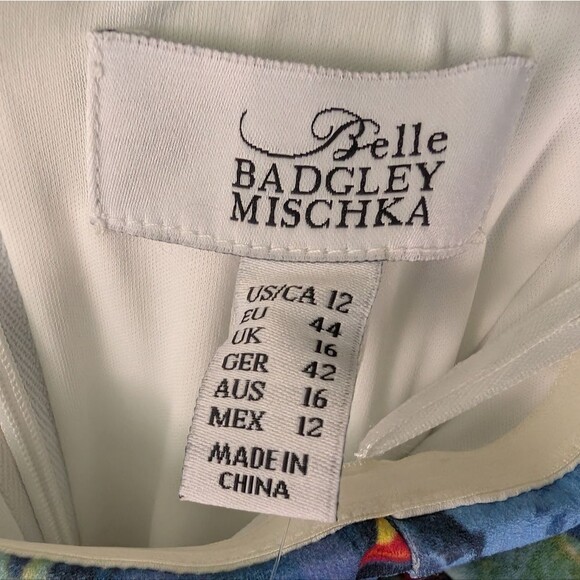 Belle
BADGLEY
MISCHKA
US/CA 12
EU 44
UK 16
GER 42
AUS 16
MEX 12
MADE IN
CHINA